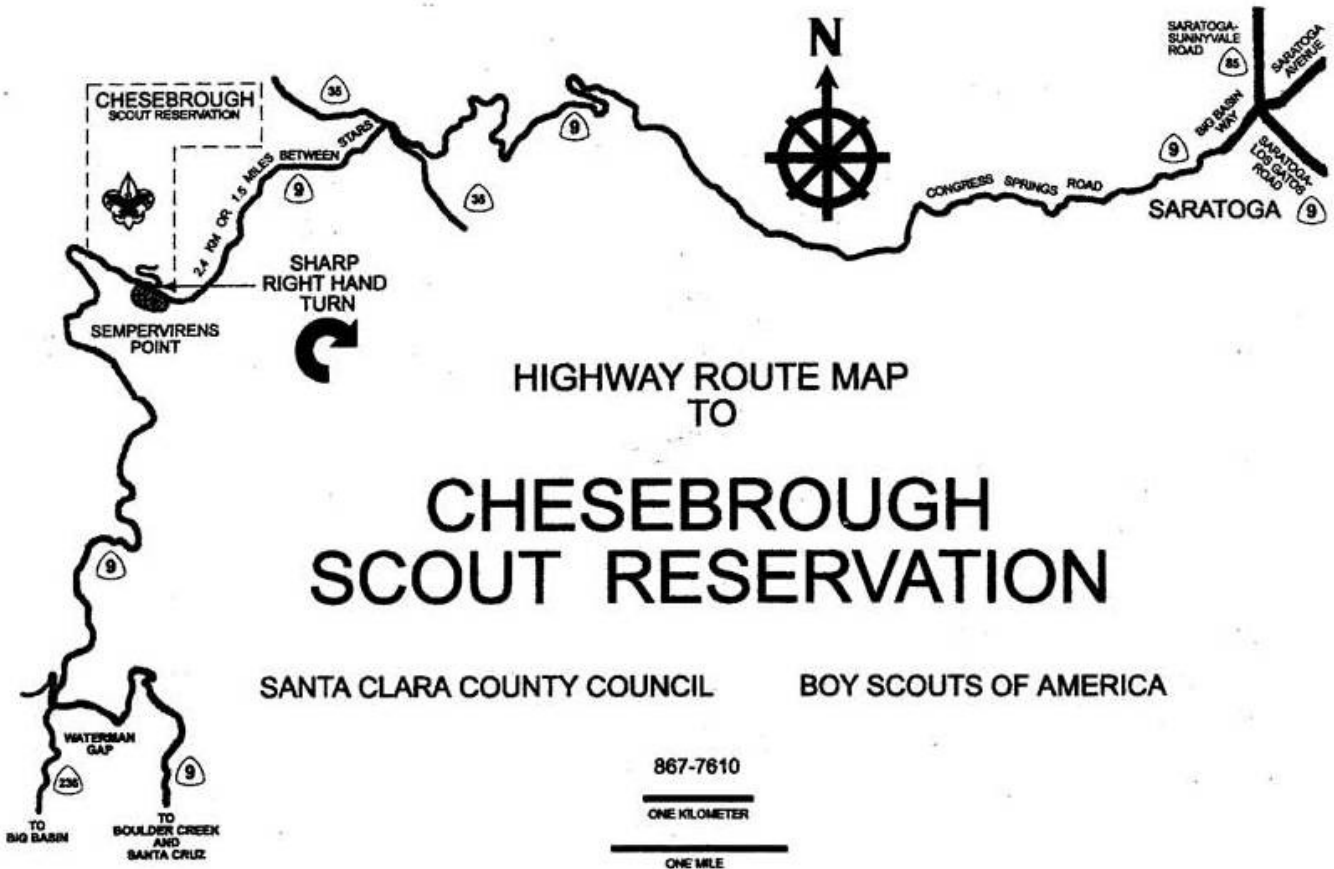 N
SARATOGA-
SUNNYVALE
ROAD
85
SARATOGA
AVENUE
BIG BASIN
WAY
9
SARATOGA-
LOS GATOS
ROAD
9
SARATOGA
CONGRESS SPRINGS ROAD
9
35
35
CHESEBROUGH
SCOUT RESERVATION
2.4 KM OR 1.5 MILES BETWEEN STARS
9
SHARP
RIGHT HAND
TURN
SEMPERVIRENS
POINT
HIGHWAY ROUTE MAP
TO
CHESEBROUGH
SCOUT RESERVATION
SANTA CLARA COUNTY COUNCIL BOY SCOUTS OF AMERICA
9
WATERMAN
GAP
236
9
TO
BIG BASIN
TO
BOULDER CREEK
AND
SANTA CRUZ
867-7610
ONE KILOMETER
ONE MILE